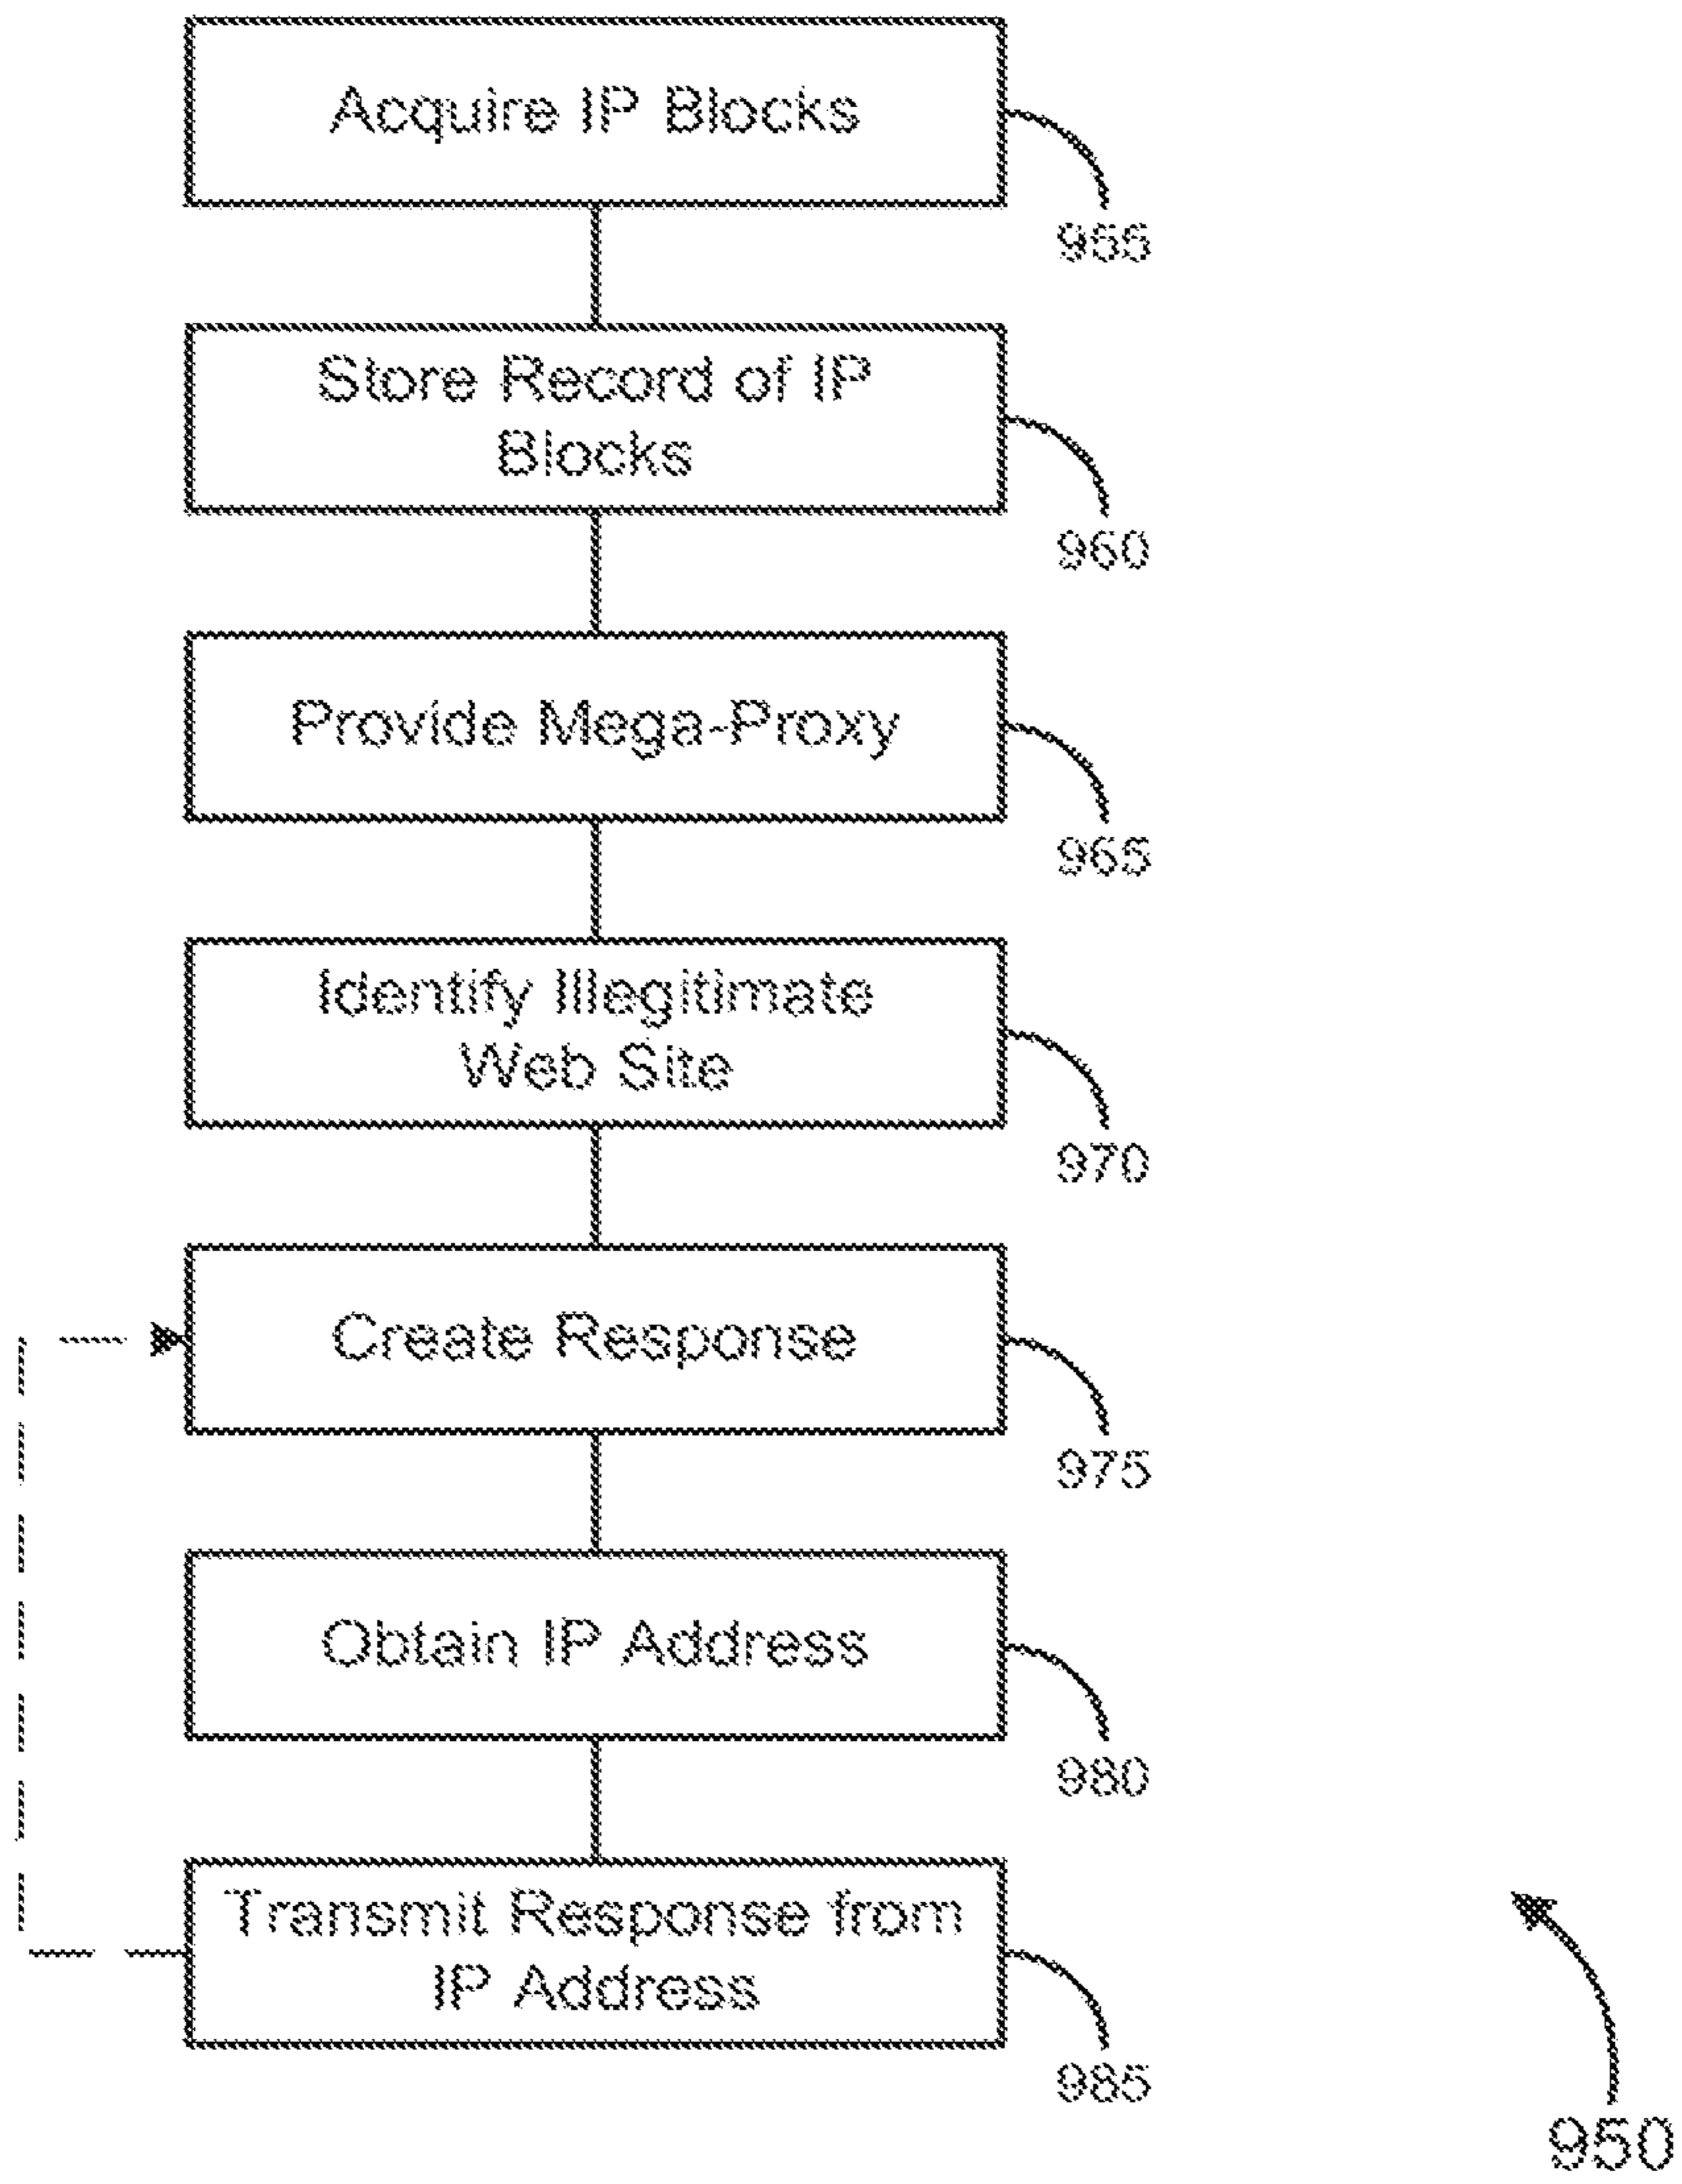 Acquire IP Blocks
955
Store Record of IP
Blocks
960
Provide Mega-Proxy
965
Identify Illegitimate
Web Site
970
Create Response
975
Obtain IP Address
980
Transmit Response from
IP Address
985
950